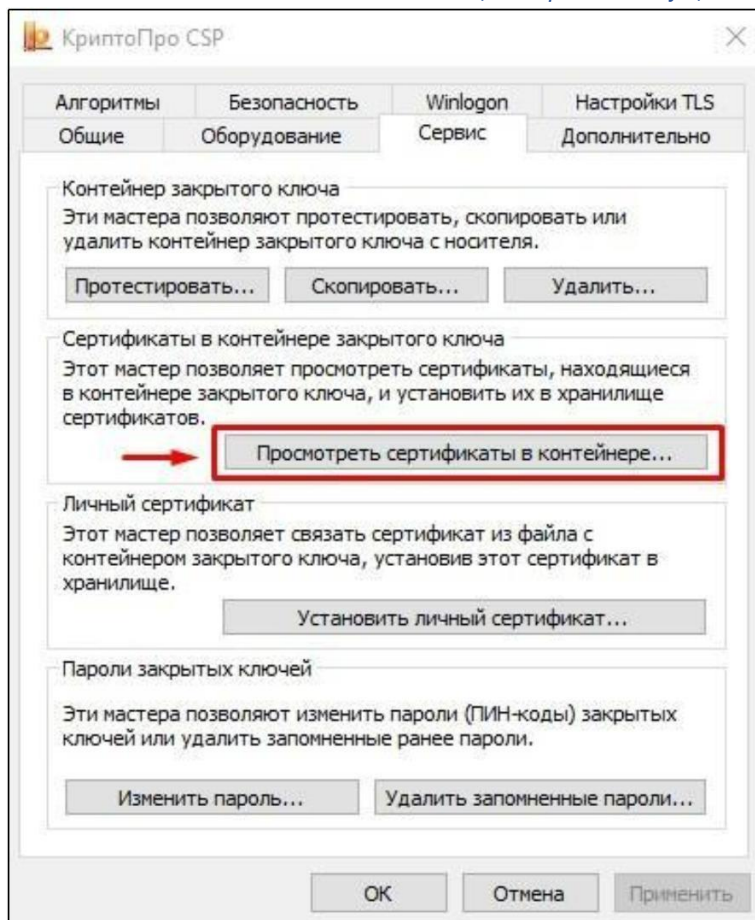 КриптоПро CSP
Алгоритмы Безопасность Winlogon Настройки TLS
Общие Оборудование Сервис Дополнительно
Контейнер закрытого ключа
Эти мастера позволяют протестировать, скопировать или
удалить контейнер закрытого ключа с носителя.
Протестировать... Скопировать... Удалить...
Сертификаты в контейнере закрытого ключа
Этот мастер позволяет просмотреть сертификаты, находящиеся
в контейнере закрытого ключа, и установить их в хранилище
сертификатов.
Просмотреть сертификаты в контейнере...
Личный сертификат
Этот мастер позволяет связать сертификат из файла с
контейнером закрытого ключа, установив этот сертификат в
хранилище.
Установить личный сертификат...
Пароли закрытых ключей
Эти мастера позволяют изменить пароли (ПИН-коды) закрытых
ключей или удалить запомненные ранее пароли.
Изменить пароль... Удалить запомненные пароли...
ОК Отмена Применить